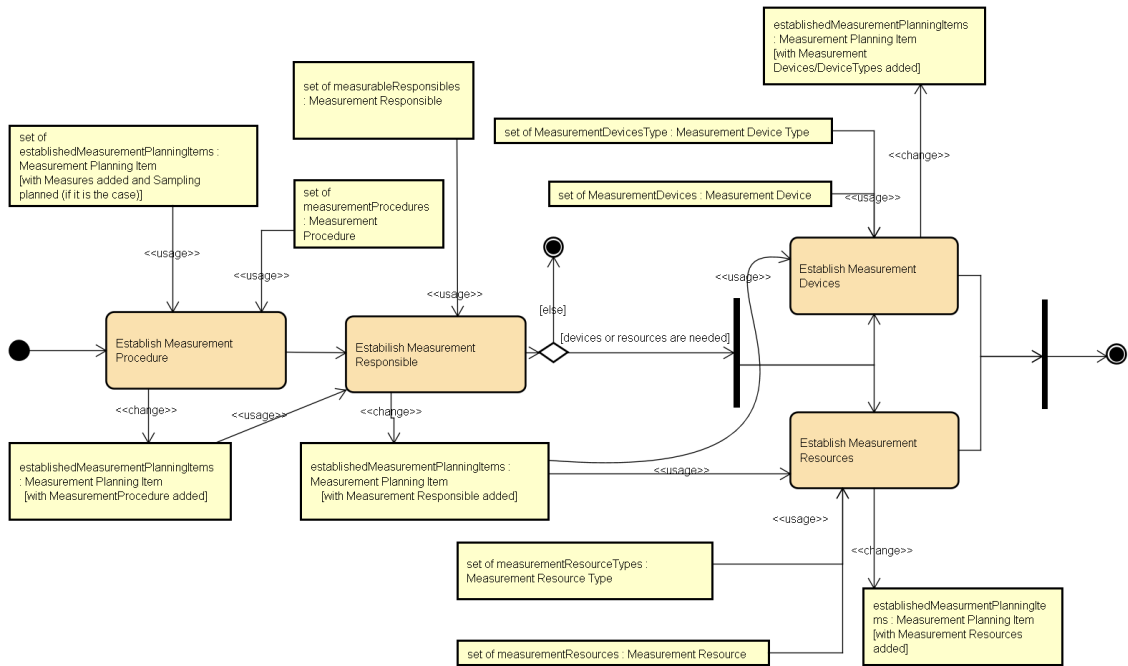 establishedMeasurementPlanningItems
: Measurement Planning Item
[with Measurement
Devices/DeviceTypes added]
set of measurableResponsibles
: Measurement Responsible
set of
establishedMeasurementPlanningItems :
Measurement Planning Item
[with Measures added and Sampling
planned (if it is the case)]
set of MeasurementDevicesType : Measurement Device Type
<<change>>
set of
measurementProcedures
: Measurement
Procedure
set of MeasurementDevices : Measurement Device
<<usage>>
<<usage>>
<<usage>>
<<usage>>
<<usage>>
Establish Measurement
Devices
[else]
[devices or resources are needed]
Establish Measurement
Procedure
Estabilish Measurement
Responsible
<<change>>
<<usage>>
<<change>>
Establish Measurement
Resources
establishedMeasurementPlanningItems
: Measurement Planning Item
[with MeasurementProcedure added]
establishedMeasurementPlanningItems :
Measurement Planning Item
[with Measurement Responsible added]
<<usage>>
<<usage>>
<<change>>
set of measurementResourceTypes :
Measurement Resource Type
establishedMeasurmentPlanningIte
ms : Measurement Planning Item
[with Measurement Resources
added]
set of measurementResources : Measurement Resource